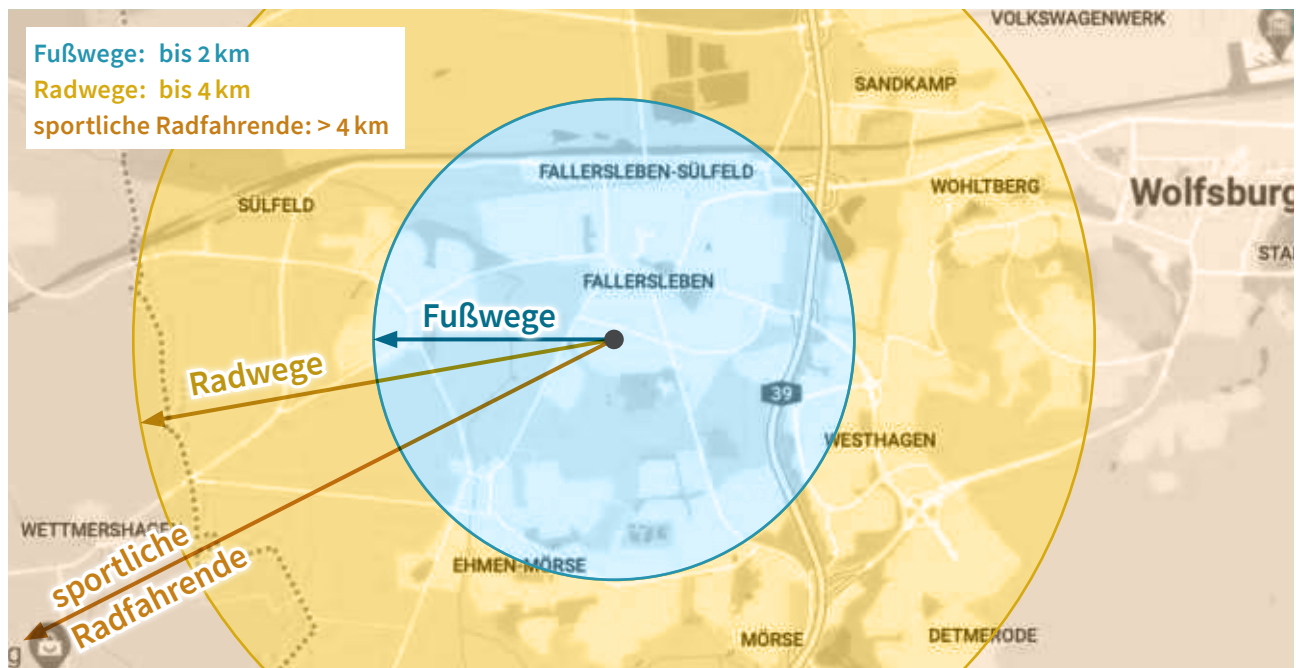 VOLKSWAGENWERK
Fußwege: bis 2 km
Radwege: bis 4 km
sportliche Radfahrende: > 4 km
SANDKAMP
FALLERSLEBEN-SÜLFELD
WOHLTBERG
Wolfsburg
SÜLFELD
STA
FALLERSLEBEN
Fußwege
Radwege
39
WESTHAGEN
WETTMERSHAGEN
sportliche
Radfahrende
EHMEN-MÖRSE
MÖRSE
DETMERODE
g